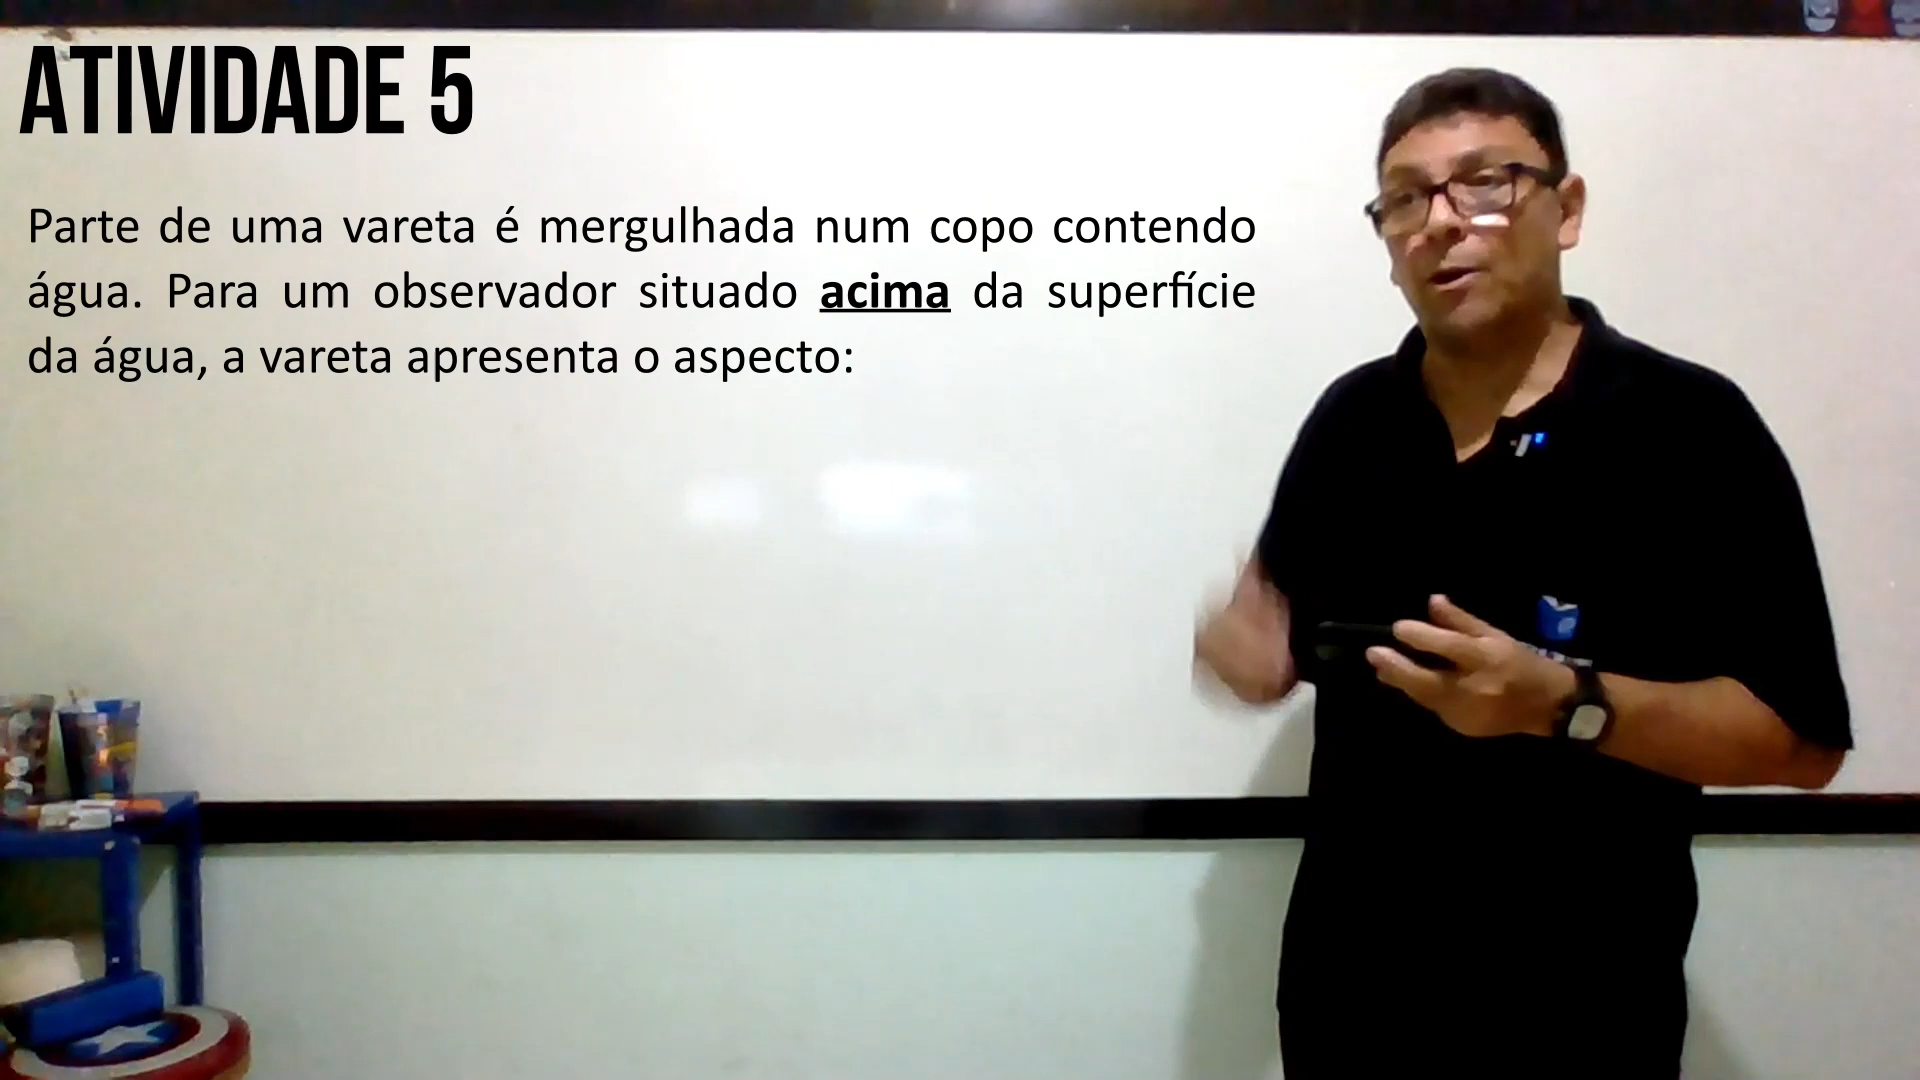 ATIVIDADE 5
Parte de uma vareta é mergulhada num copo contendo
água. Para um observador situado acima da superfície
da água, a vareta apresenta o aspecto: